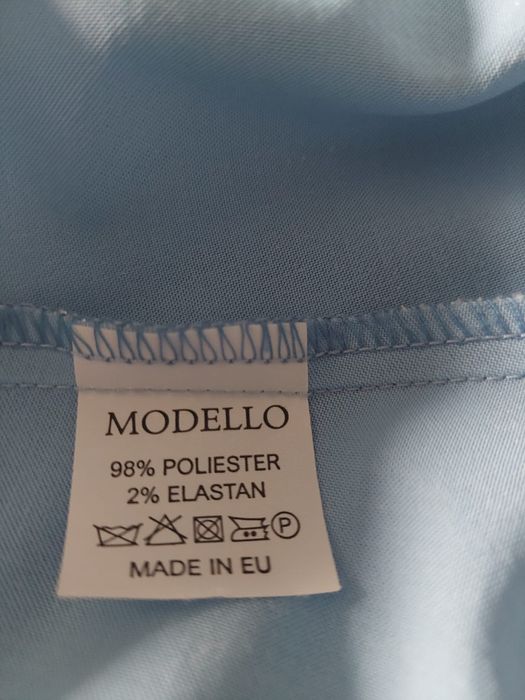 MODELLO
98% POLIESTER
2% ELASTAN
P
MADE IN EU